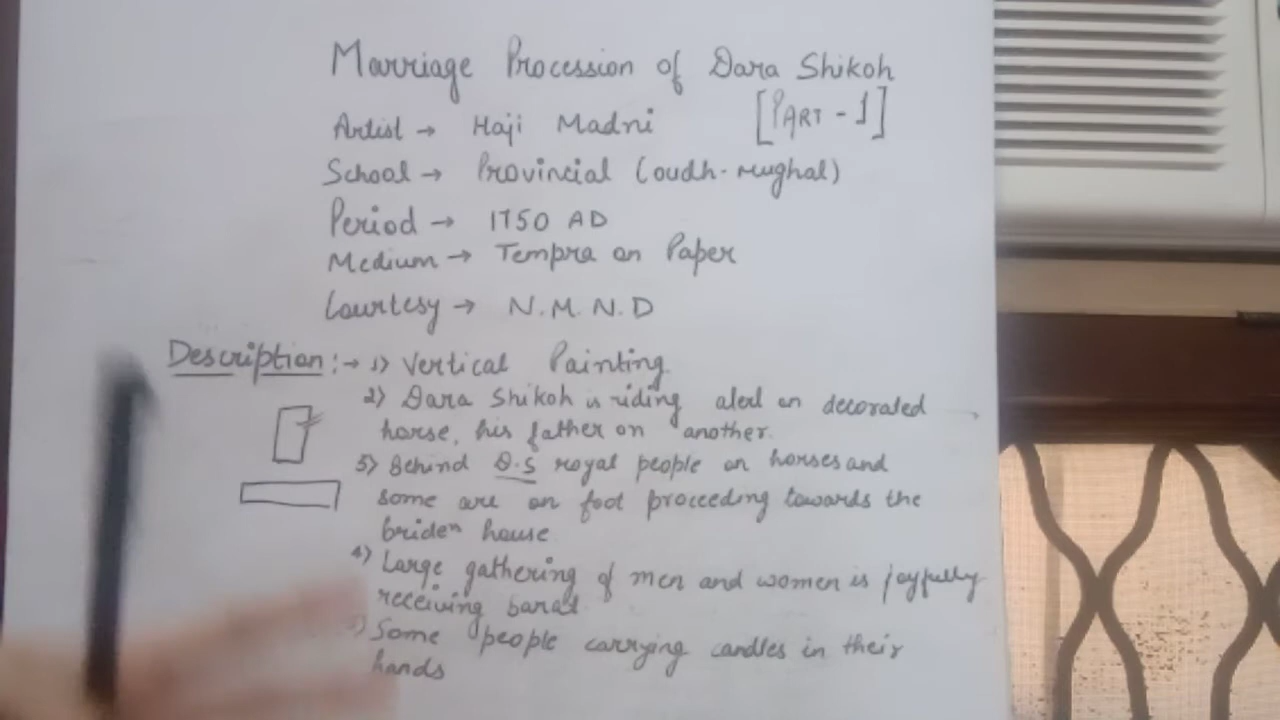 Marriage Procession of Dara Shikoh
Artist → Haji Madni [PART - 1]
School → Provincial (oudh-mughal)
Period → 1750 AD
Medium → Tempra on Paper
Courtesy → N.M.N.D
Description :→ 1) Vertical Painting
2) Dara Shikoh is riding on decorated
horse, his father on another.
3) Behind D.S royal people on horses and
some are on foot proceeding towards the
house
4) Large gathering of men and women is joyfully
receiving barat
5) Some people carrying candles in their
hands